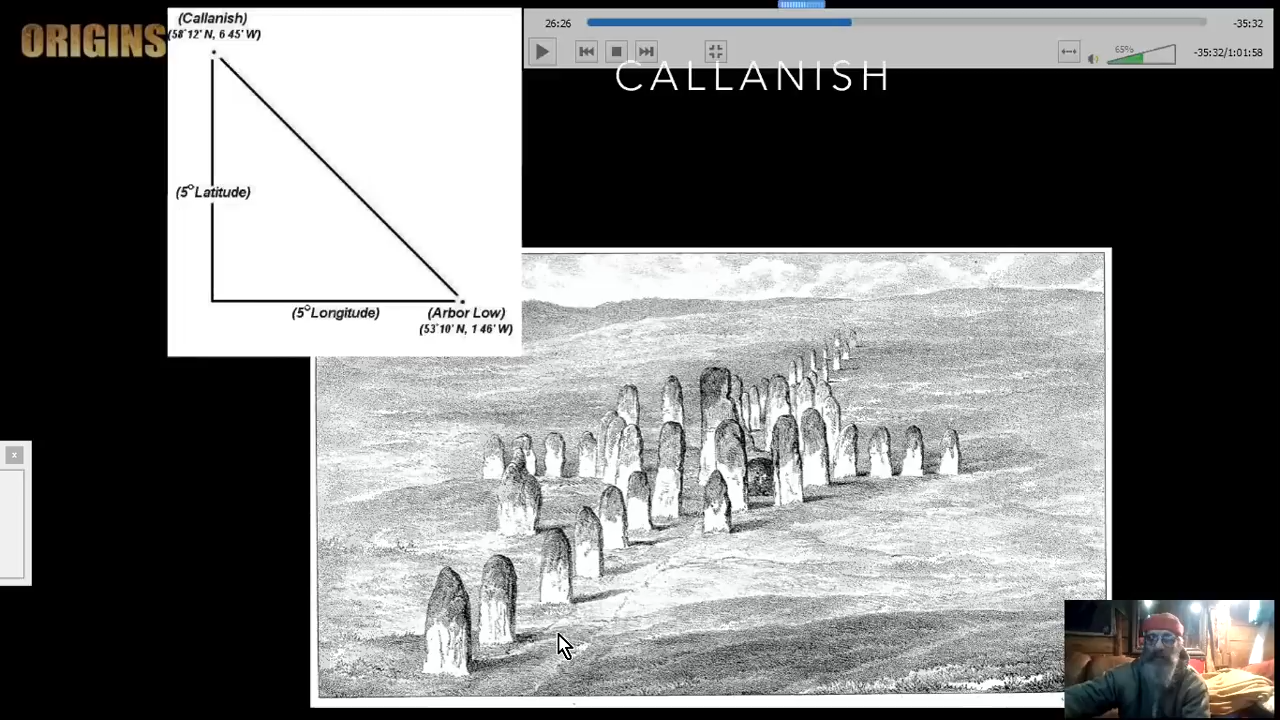 ORIGINS
(Callanish)
(58°12' N, 6 45' W)
(5°Latitude)
(5°Longitude)
(Arbor Low)
(53°10' N, 1 46' W)
26:26
-35:32
65%
-35:32/1:01:58
CALLANISH
x